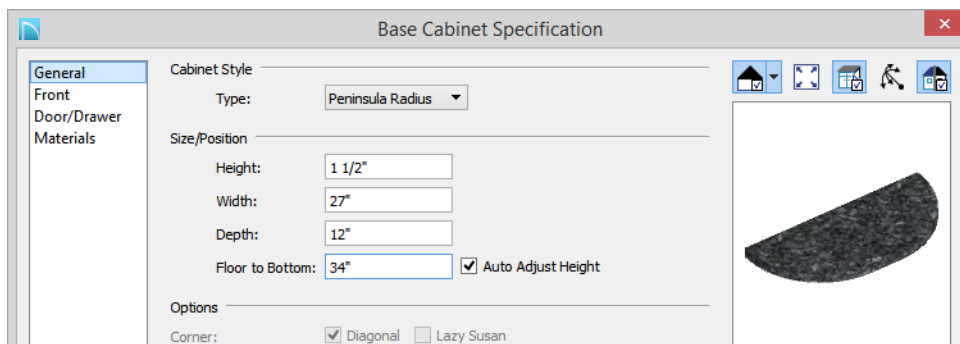 Base Cabinet Specification
General
Front
Door/Drawer
Materials
Cabinet Style
Type: Peninsula Radius
Size/Position
Height: 1 1/2"
Width: 27"
Depth: 12"
Floor to Bottom: 34" Auto Adjust Height
Options
Corner: Diagonal Lazy Susan